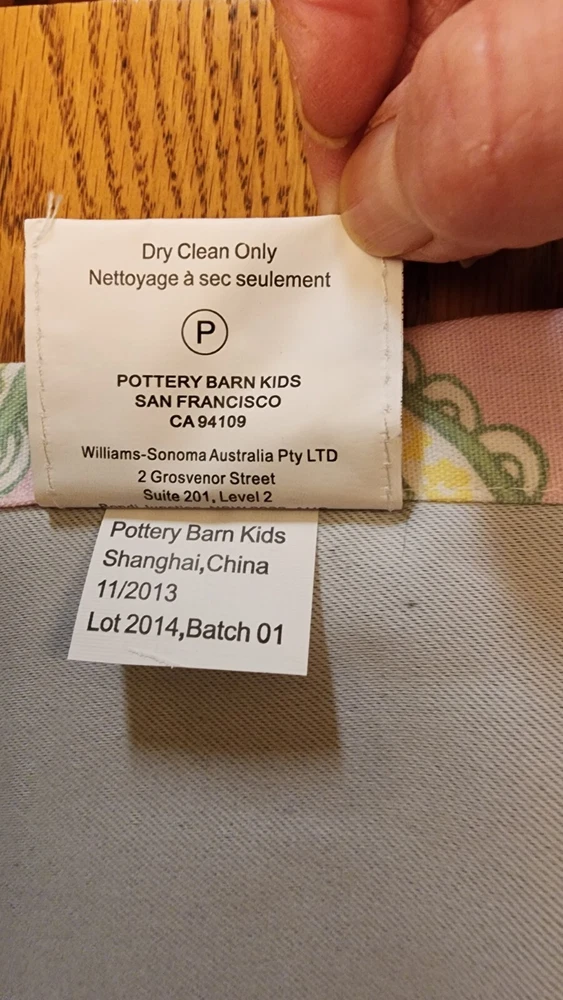 Dry Clean Only
Nettoyage à sec seulement
P
POTTERY BARN KIDS
SAN FRANCISCO
CA 94109
Williams-Sonoma Australia Pty LTD
2 Grosvenor Street
Suite 201, Level 2
Pottery Barn Kids
Shanghai,China
11/2013
Lot 2014,Batch 01